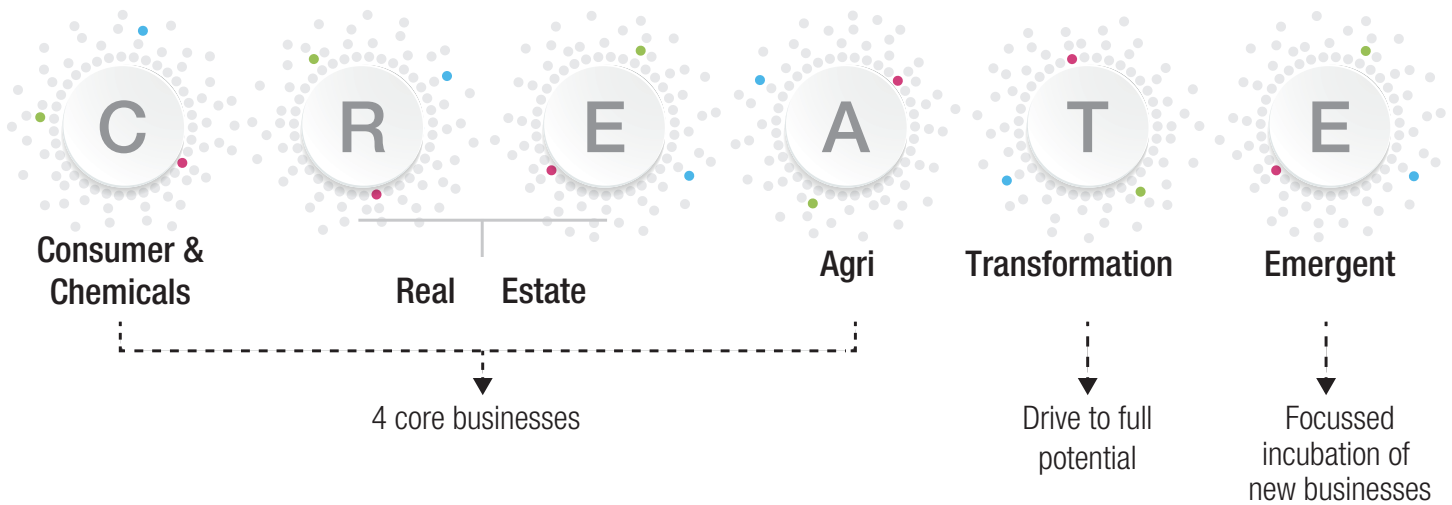 C R E A T E
Consumer &
Chemicals
Real Estate
Agri
Transformation
Emergent
4 core businesses
Drive to full
potential
Focussed
incubation of
new businesses